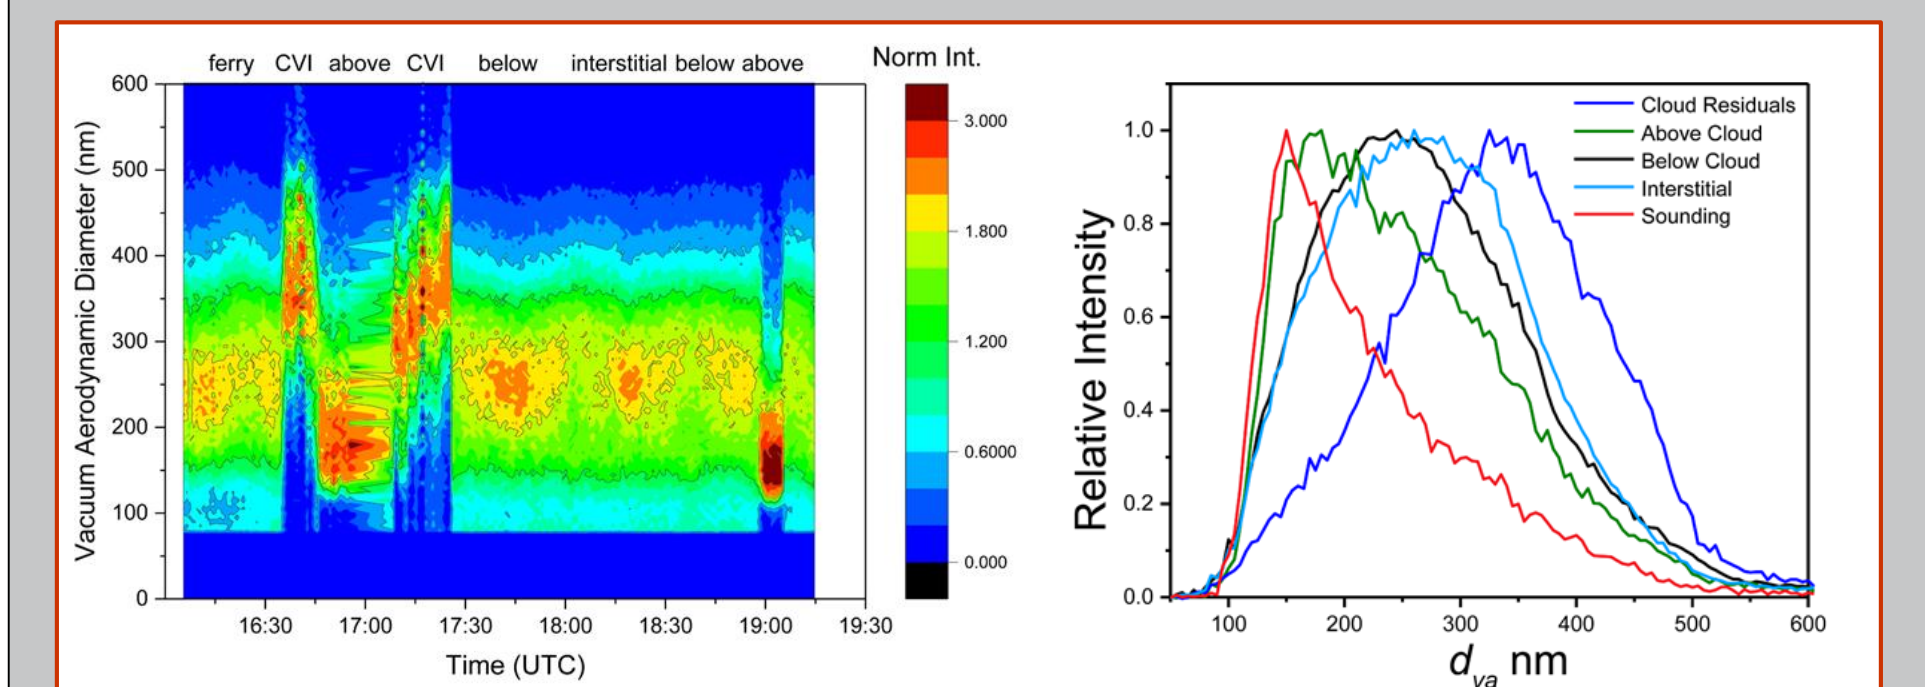 ferry CVI above CVI below interstitial below above
Norm Int.
600
500
400
300
200
100
0
Vacuum Aerodynamic Diameter (nm)
16:30 17:00 17:30 18:00 18:30 19:00 19:30
Time (UTC)
3.000
1.800
1.200
0.6000
0.000
Cloud Residuals
Above Cloud
Below Cloud
Interstitial
Sounding
1.0
0.8
0.6
0.4
0.2
0.0
Relative Intensity
100 200 300 400 500 600
dva nm